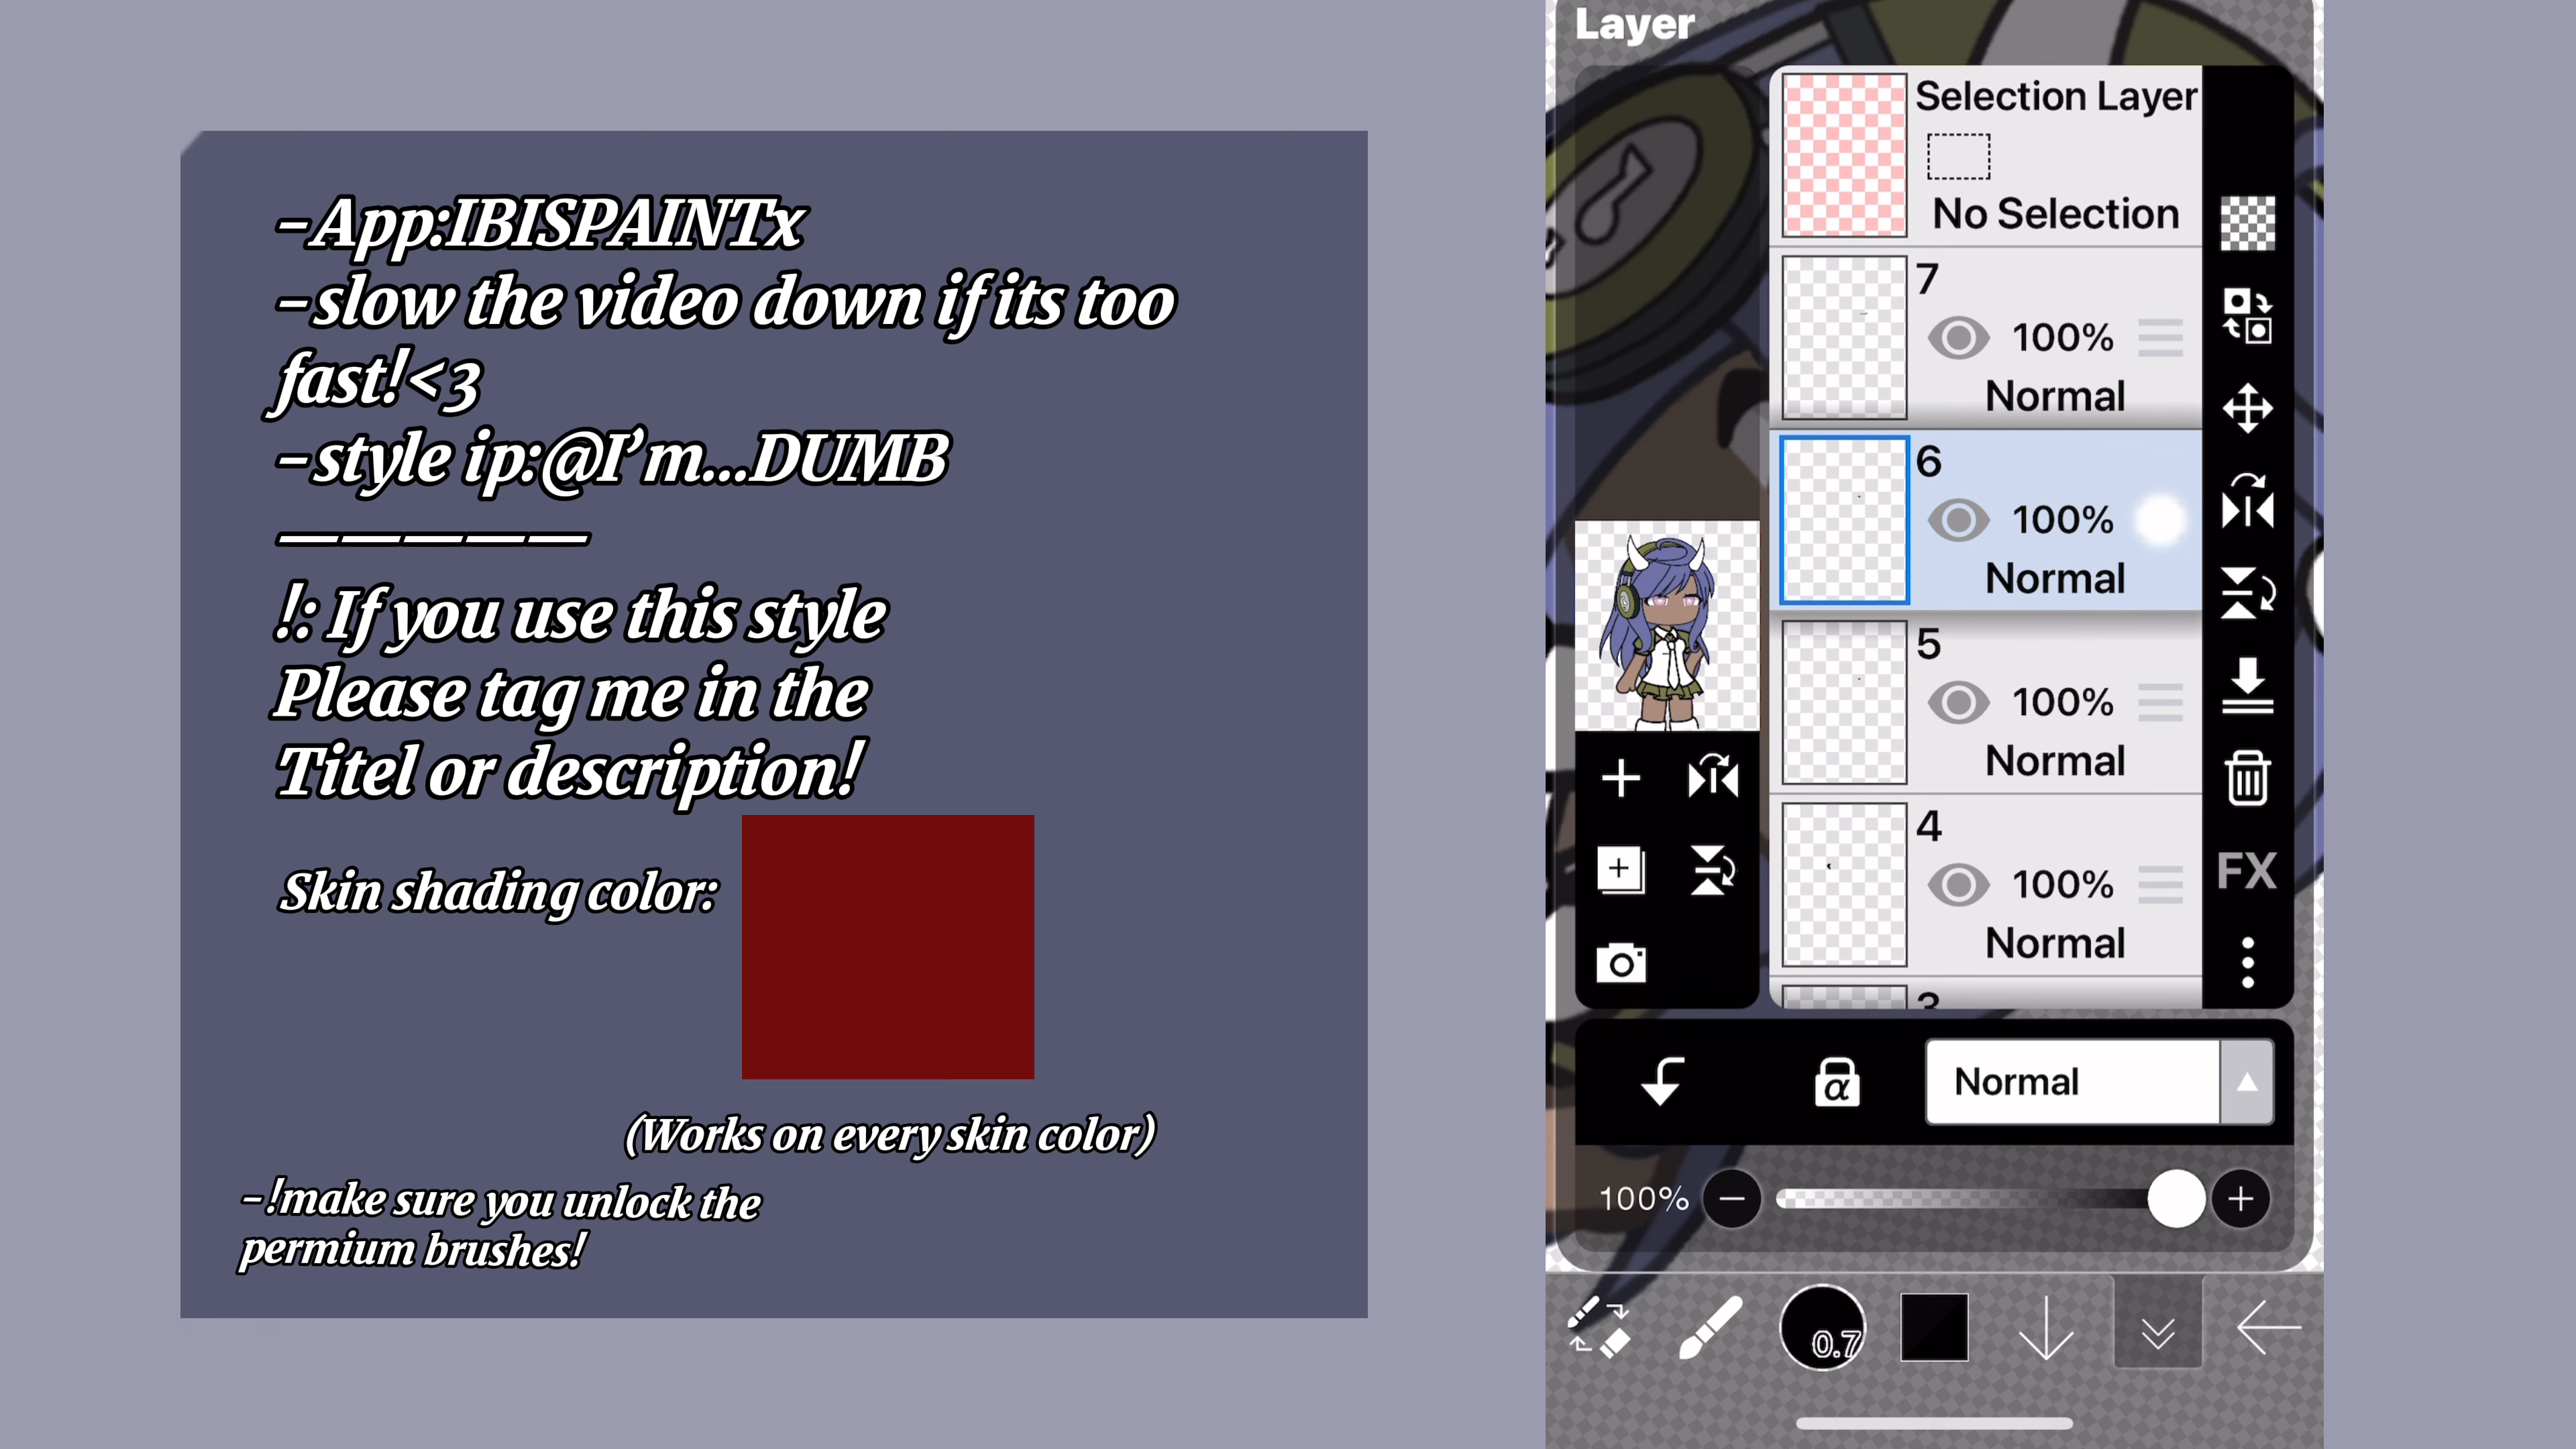 -App:IBISPAINTx
-slow the video down if its too
fast!<3
-style ip:@I'm...DUMB
—————
!: If you use this style
Please tag me in the
Titel or description!
Skin shading color:
(Works on every skin color)
-!make sure you unlock the
permium brushes!
Layer
Selection Layer
No Selection
7
100%
Normal
6
100%
Normal
5
100%
Normal
4
100%
Normal
3
FX
α
Normal
100%
0.7